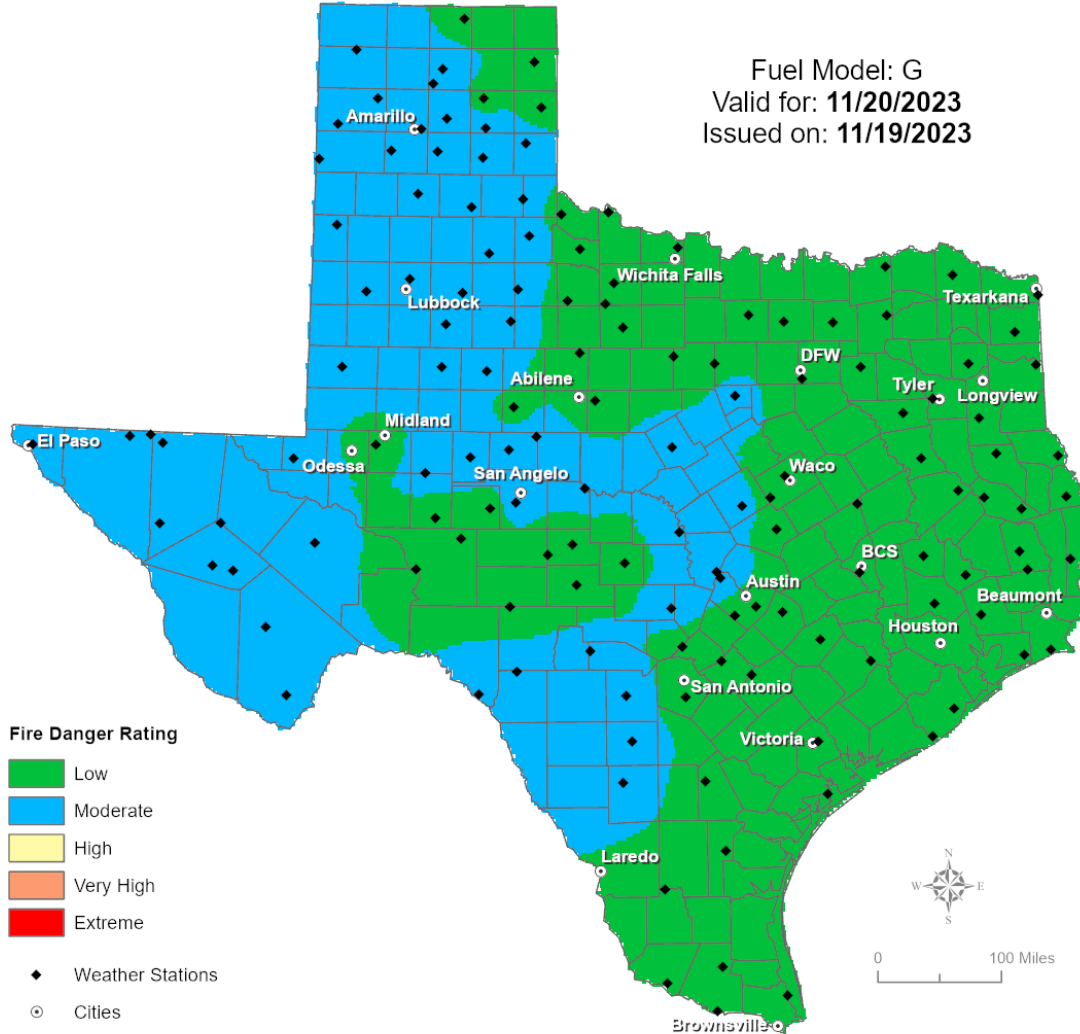 Fuel Model: G
Valid for: 11/20/2023
Issued on: 11/19/2023
Amarillo
Wichita Falls
Lubbock
Texarkana
DFW
Abilene
Tyler
Longview
Midland
El Paso
Odessa
San Angelo
Waco
BCS
Austin
Beaumont
Houston
San Antonio
Victoria
Laredo
Brownsville
Fire Danger Rating
Low
Moderate
High
Very High
Extreme
Weather Stations
Cities
N
W E
S
0 100 Miles